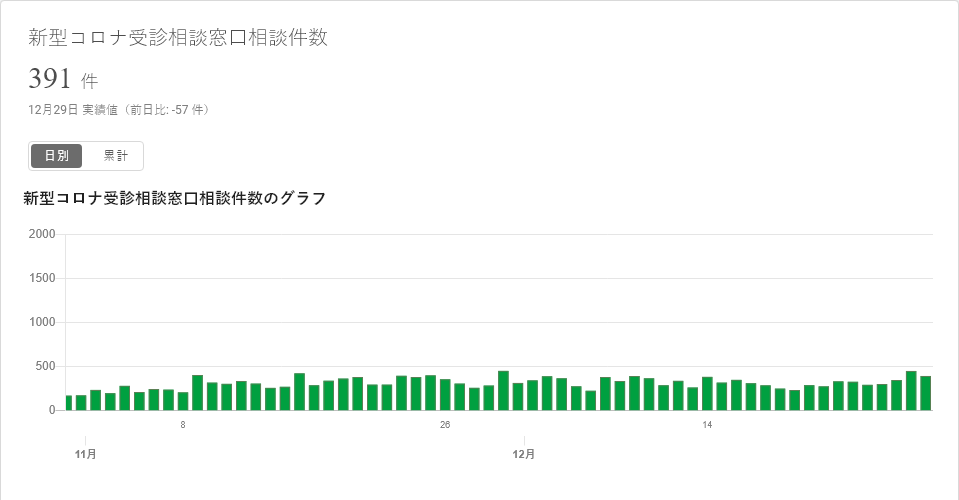 新型コロナ受診相談窓口相談件数
391 件
12月29日 実績値（前日比: -57 件）
日別 累計
新型コロナ受診相談窓口相談件数のグラフ
2000
1500
1000
500
0
8 26 14
11月 12月